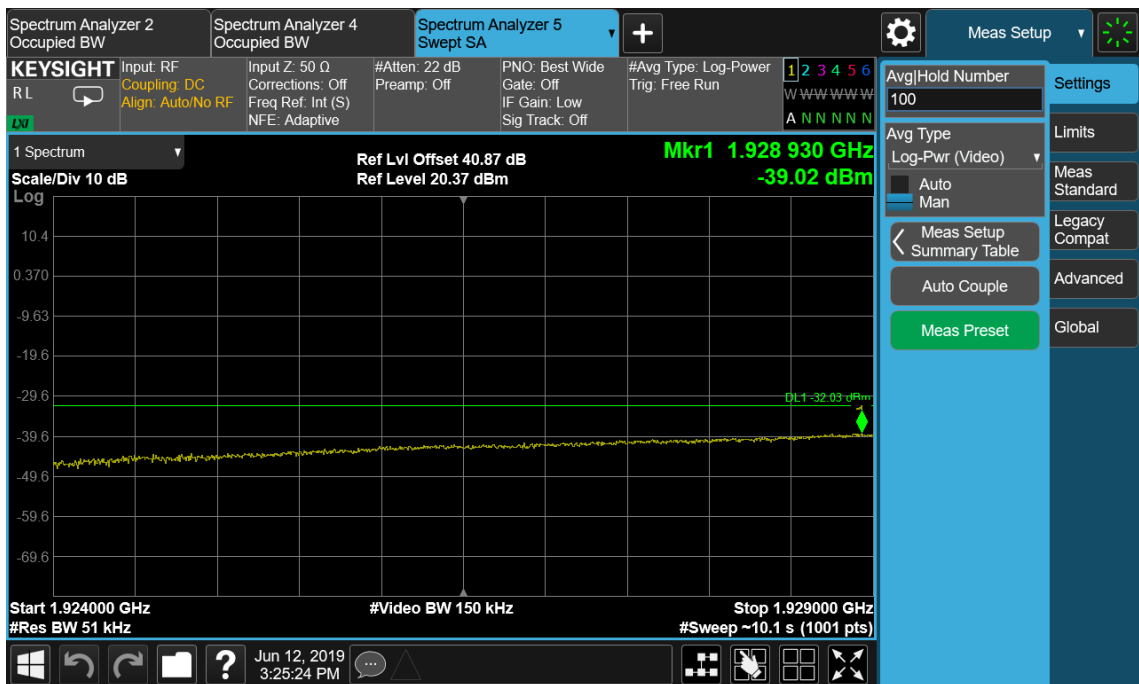 Spectrum Analyzer 2
Occupied BW
Spectrum Analyzer 4
Occupied BW
Spectrum Analyzer 5
Swept SA
Meas Setup
KEYSIGHT
R L
LXI
Input: RF
Coupling: DC
Align: Auto/No RF
Input Z: 50 Ω
Corrections: Off
Freq Ref: Int (S)
NFE: Adaptive
#Atten: 22 dB
Preamp: Off
PNO: Best Wide
Gate: Off
IF Gain: Low
Sig Track: Off
#Avg Type: Log-Power
Trig: Free Run
1 2 3 4 5 6
W W W W W W
A N N N N N
1 Spectrum
Scale/Div 10 dB
Log
Ref Lvl Offset 40.87 dB
Ref Level 20.37 dBm
Mkr1 1.928 930 GHz
-39.02 dBm
10.4
0.370
-9.63
-19.6
-29.6
-39.6
-49.6
-59.6
-69.6
DL1 -32.03 dBm
1
Start 1.924000 GHz
#Res BW 51 kHz
#Video BW 150 kHz
Stop 1.929000 GHz
#Sweep ~10.1 s (1001 pts)
Avg|Hold Number
100
Avg Type
Log-Pwr (Video)
Auto
Man
Meas Setup
Summary Table
Auto Couple
Meas Preset
Settings
Limits
Meas
Standard
Legacy
Compat
Advanced
Global
?
Jun 12, 2019
3:25:24 PM